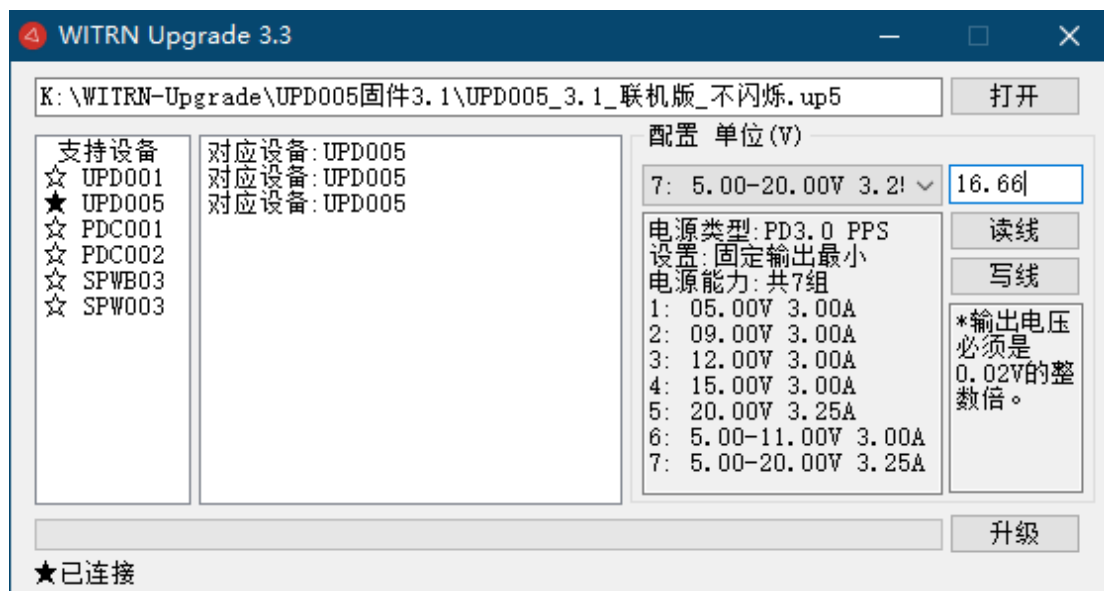 WITRN Upgrade 3.3
K:\WITRN-Upgrade\UPD005固件3.1\UPD005_3.1_联机版_不闪烁.up5
打开
支持设备
☆ UPD001
★ UPD005
☆ PDC001
☆ PDC002
☆ SPWB03
☆ SPW003
对应设备:UPD005
对应设备:UPD005
对应设备:UPD005
配置 单位(V)
7: 5.00-20.00V 3.2
16.66
读线
写线
电源类型:PD3.0 PPS
设置:固定输出最小
电源能力:共7组
1: 05.00V 3.00A
2: 09.00V 3.00A
3: 12.00V 3.00A
4: 15.00V 3.00A
5: 20.00V 3.25A
6: 5.00-11.00V 3.00A
7: 5.00-20.00V 3.25A
*输出电压
必须是
0.02V的整
数倍。
升级
★已连接